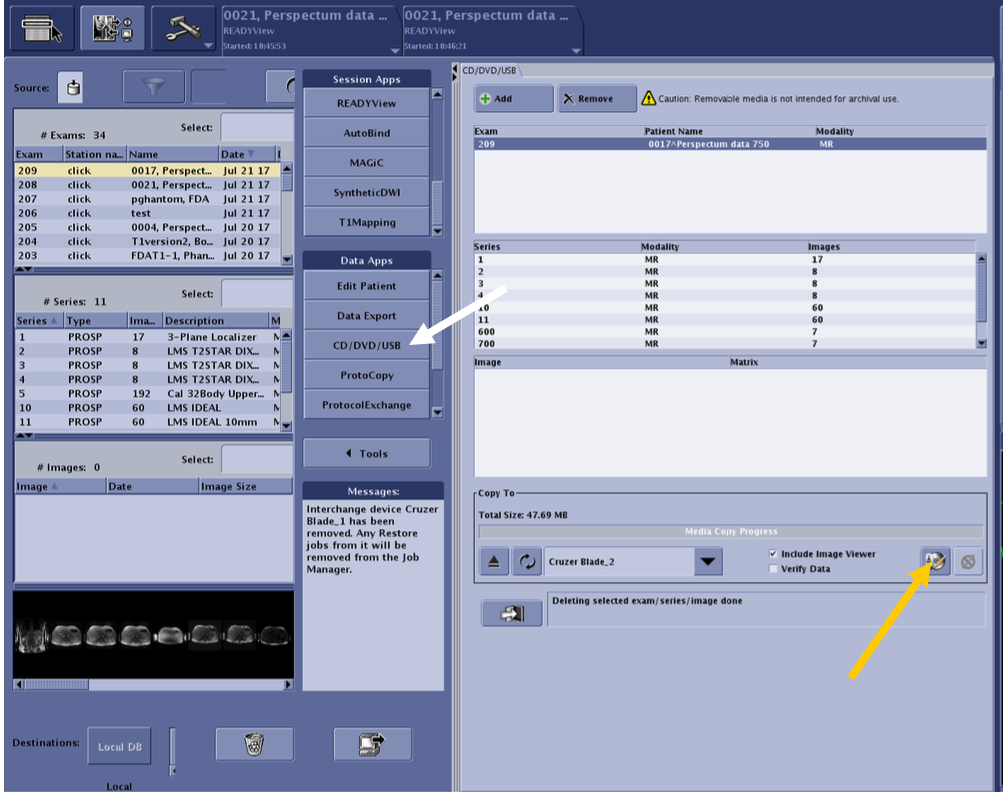 0021, Perspectum data ...
READYView
Started: 10:45:53
0021, Perspectum data ...
READYView
Started: 10:46:21
Source:
# Exams: 34
Select:
Exam Station na... Name Date
209 click 0017, Perspect... Jul 21 17
208 click 0021, Perspect... Jul 21 17
207 click pghantom, FDA Jul 21 17
206 click test Jul 21 17
205 click 0004, Perspect... Jul 20 17
204 click T1version2, Bo... Jul 20 17
203 click FDAT1-1, Phan... Jul 20 17
# Series: 11
Select:
Series Type Ima... Description M
1 PROSP 17 3-Plane Localizer
2 PROSP 8 LMS T2STAR DIX...
3 PROSP 8 LMS T2STAR DIX...
4 PROSP 8 LMS T2STAR DIX...
5 PROSP 192 Cal 32Body Upper...
10 PROSP 60 LMS IDEAL
11 PROSP 60 LMS IDEAL 10mm
# Images: 0
Select:
Image Date Image Size
Destinations:
Local DB
Local
Session Apps
READYView
AutoBind
MAGiC
SyntheticDWI
T1Mapping
Data Apps
Edit Patient
Data Export
CD/DVD/USB
ProtoCopy
ProtocolExchange
Tools
Messages:
Interchange device Cruzer
Blade_1 has been
removed. Any Restore
jobs from it will be
removed from the Job
Manager.
CD/DVD/USB
Add
Remove
Caution: Removable media is not intended for archival use.
Exam Patient Name Modality
209 0017^Perspectum data 750 MR
Series Modality Images
1 MR 17
2 MR 8
3 MR 8
4 MR 8
10 MR 60
11 MR 60
600 MR 7
700 MR 7
Image Matrix
Copy To
Total Size: 47.69 MB
Media Copy Progress
Cruzer Blade_2
Include Image Viewer
Verify Data
Deleting selected exam/series/image done